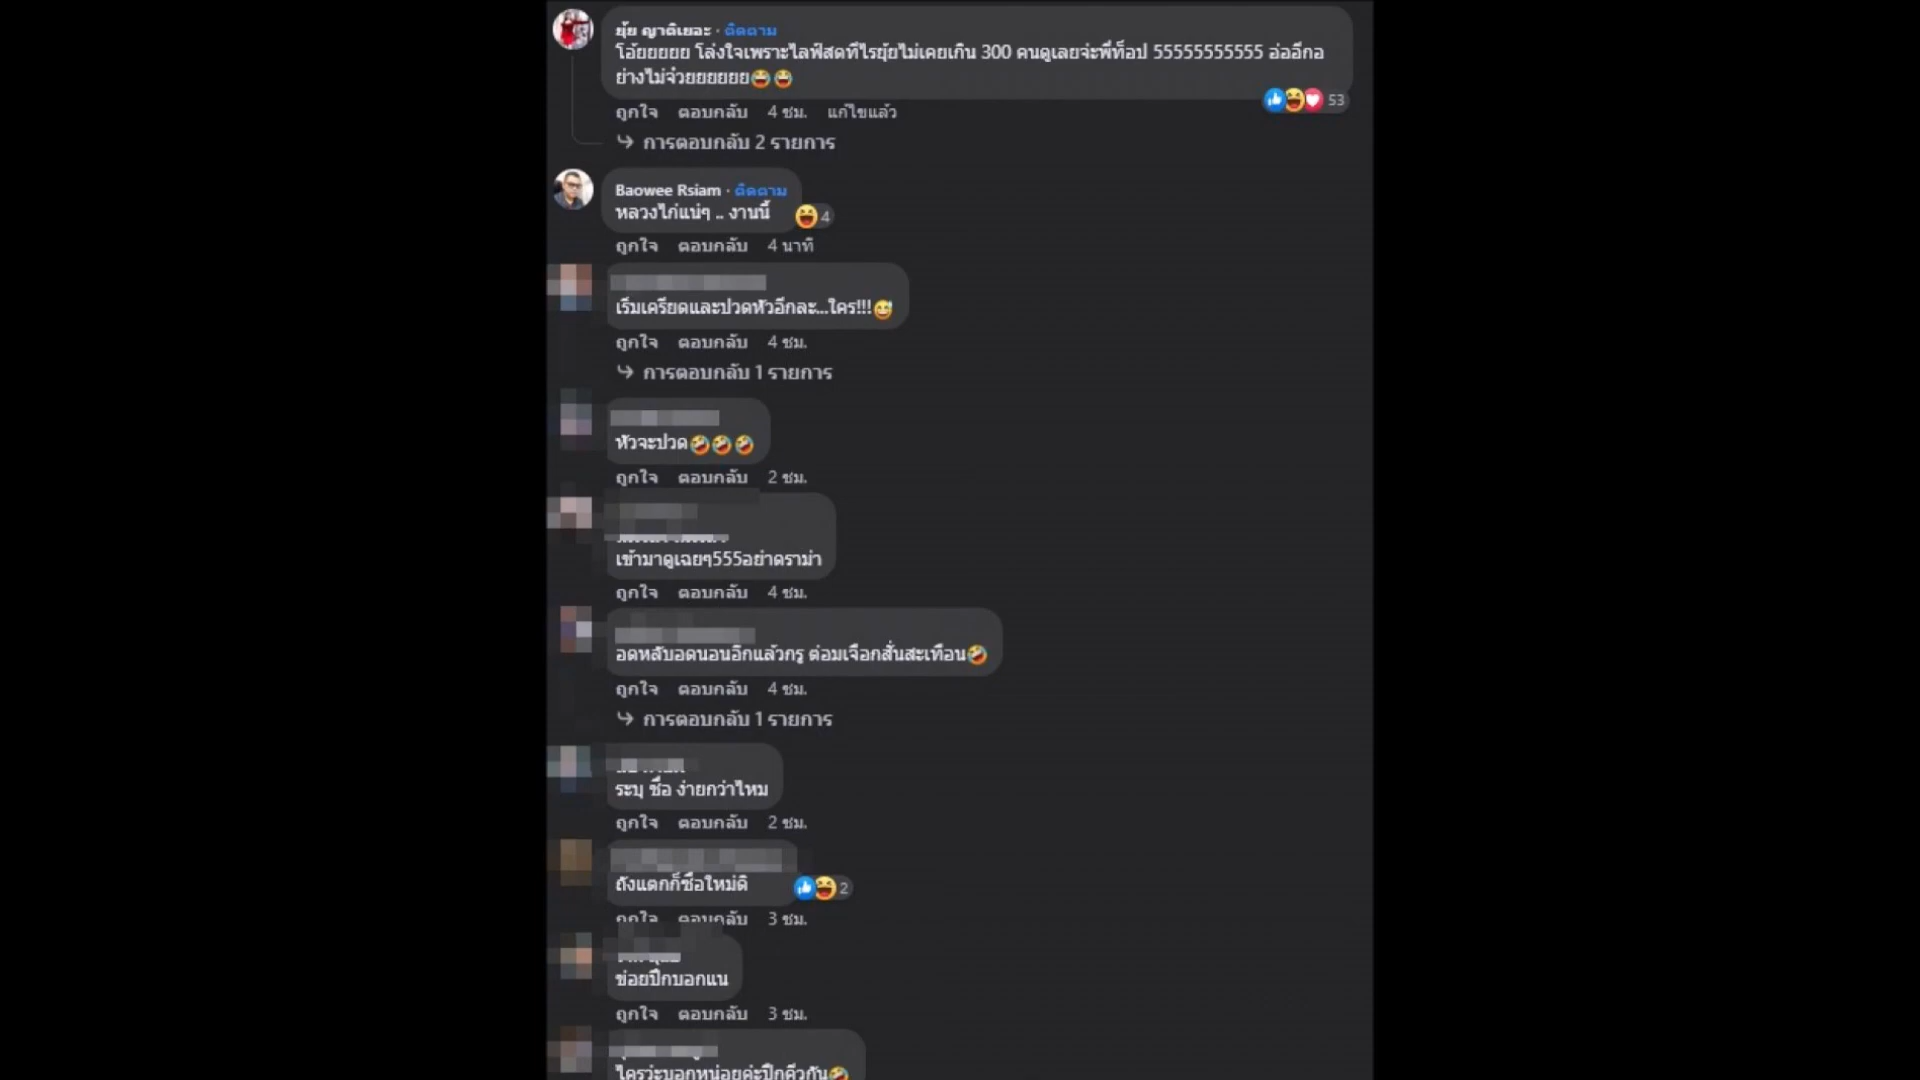 ยุ้ย ญาติเยอะ · ติดตาม
โอ้ยยยยย โล่งใจเพราะไลฟ์สดทีไรยุ้ยไม่เคยเกิน 300 คนดูเลยจ่ะพี่ท็อป 55555555555 อ่ออีกอ
ย่างไม่จ๋วยยยยยย😂😂
53
ถูกใจ ตอบกลับ 4 ชม. แก้ไขแล้ว
การตอบกลับ 2 รายการ
Baowee Rsiam · ติดตาม
หลวงไก่แน่ๆ .. งานนี้
4
ถูกใจ ตอบกลับ 4 นาที
เริ่มเครียดและปวดหัวอีกละ...ใคร!!!😅
ถูกใจ ตอบกลับ 4 ชม.
การตอบกลับ 1 รายการ
หัวจะปวด🤣🤣🤣
ถูกใจ ตอบกลับ 2 ชม.
เข้ามาดูเฉยๆ555อย่าดราม่า
ถูกใจ ตอบกลับ 4 ชม.
อดหลับอดนอนอิกแล้วกรู ต่อมเจือกสั่นสะเทือน🤣
ถูกใจ ตอบกลับ 4 ชม.
การตอบกลับ 1 รายการ
ระบุ ชื่อ ง่ายกว่าไหม
ถูกใจ ตอบกลับ 2 ชม.
ถังแตกก็ซื้อใหม่ดิ
2
ถูกใจ ตอบกลับ 3 ชม.
ข่อยปึกบอกแน
ถูกใจ ตอบกลับ 3 ชม.
ใครว่ะบอกหน่อยค่ะปึกคึวกัน🤣